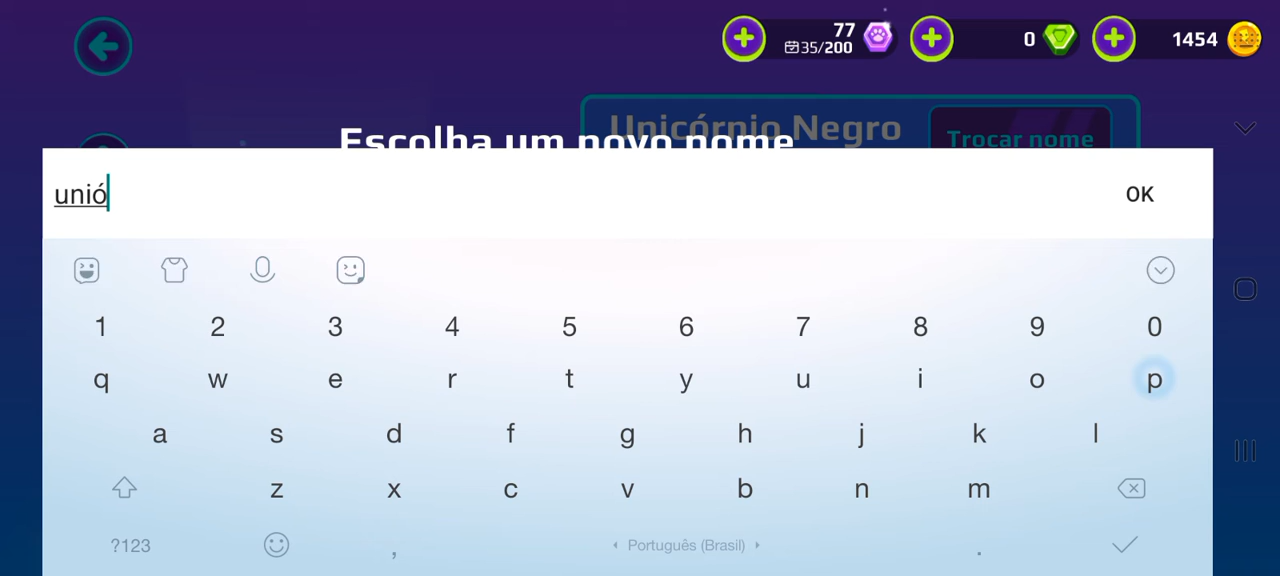 77
35/200
0
1454
Unicórnio Negro
Trocar nome
Escolha um novo nome
unió
OK
1 2 3 4 5 6 7 8 9 0
q w e r t y u i o p
a s d f g h j k l
z x c v b n m
?123 , Português (Brasil) .